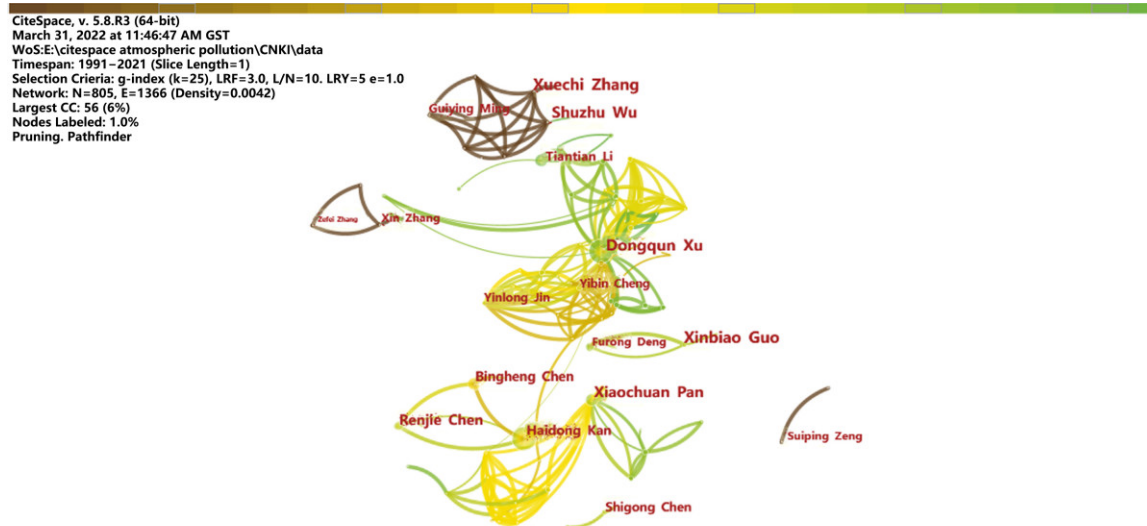 CiteSpace, v. 5.8.R3 (64-bit)
March 31, 2022 at 11:46:47 AM GST
WoS:E:\citespace atmospheric pollution\CNKI\data
Timespan: 1991-2021 (Slice Length=1)
Selection Crieria: g-index (k=25), LRF=3.0, L/N=10. LRY=5 e=1.0
Network: N=805, E=1366 (Density=0.0042)
Largest CC: 56 (6%)
Nodes Labeled: 1.0%
Pruning. Pathfinder
Xuechi Zhang
Guiying Ming
Shuzhu Wu
Tiantian Li
Zefei Zhang
Xin Zhang
Dongqun Xu
Yibin Cheng
Yinlong Jin
Furong Deng
Xinbiao Guo
Bingheng Chen
Xiaochuan Pan
Renjie Chen
Haidong Kan
Suiping Zeng
Shigong Chen